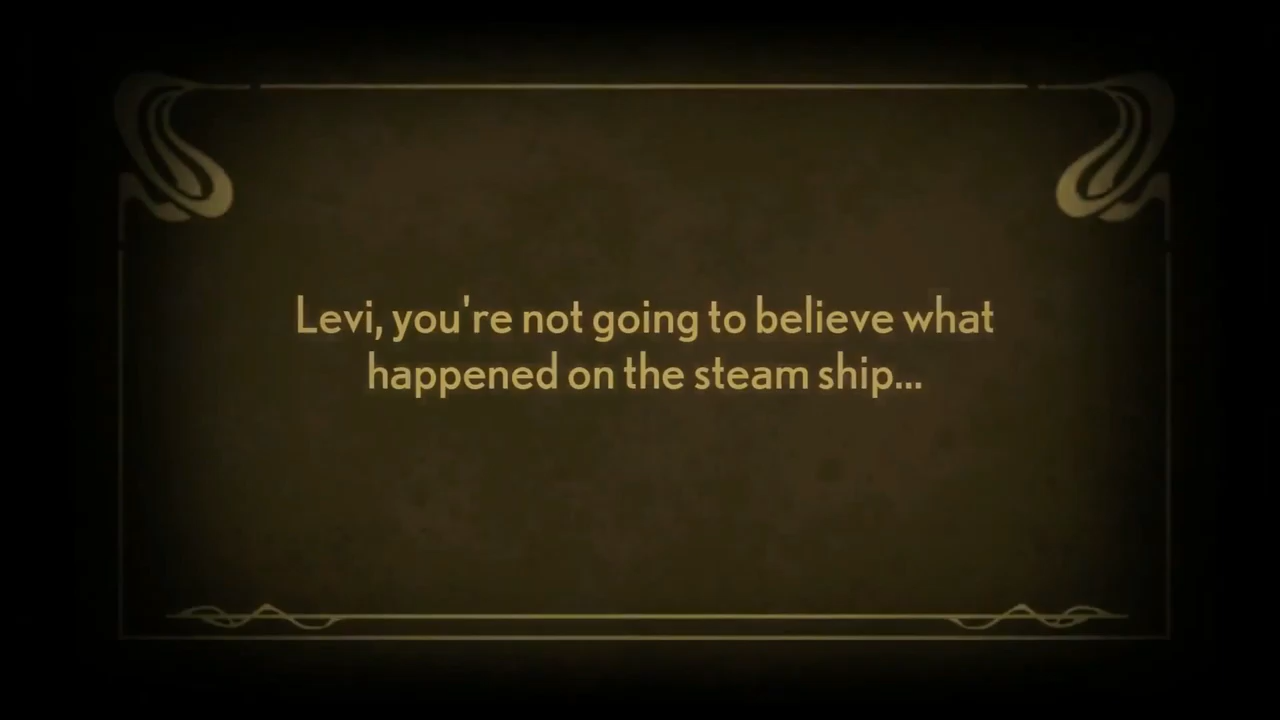 Levi, you're not going to believe what
happened on the steam ship...